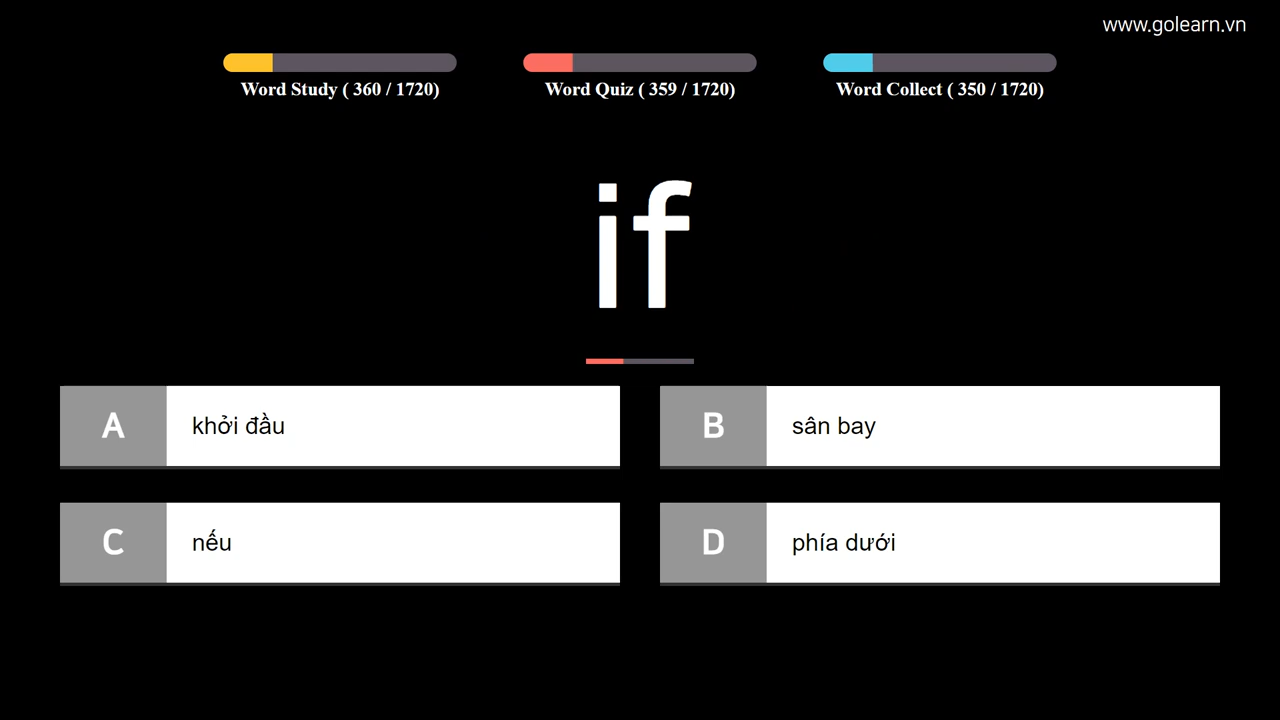 www.golearn.vn
Word Study ( 360 / 1720)
Word Quiz ( 359 / 1720)
Word Collect ( 350 / 1720)
if
A khởi đầu
B sân bay
C nếu
D phía dưới